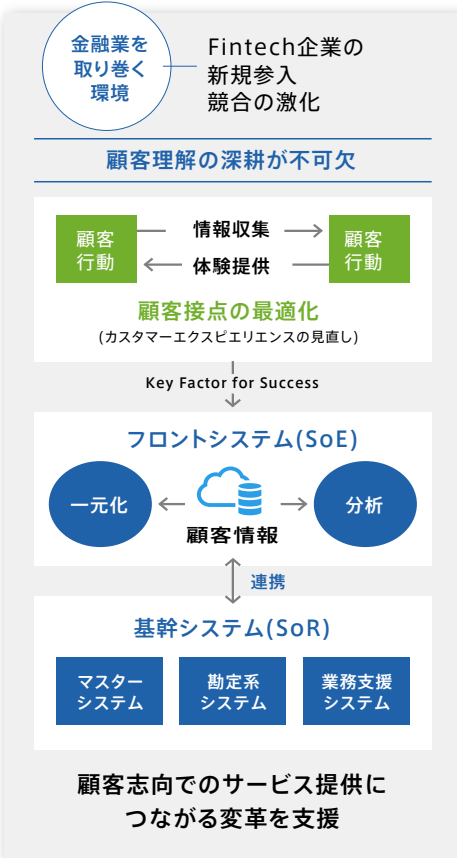 金融業を
取り巻く
環境
Fintech企業の
新規参入
競合の激化
顧客理解の深耕が不可欠
顧客
行動
情報収集
体験提供
顧客
行動
顧客接点の最適化
(カスタマーエクスピエリエンスの見直し)
Key Factor for Success
フロントシステム(SoE)
一元化
顧客情報
分析
連携
基幹システム(SoR)
マスター
システム
勘定系
システム
業務支援
システム
顧客志向でのサービス提供に
つながる変革を支援